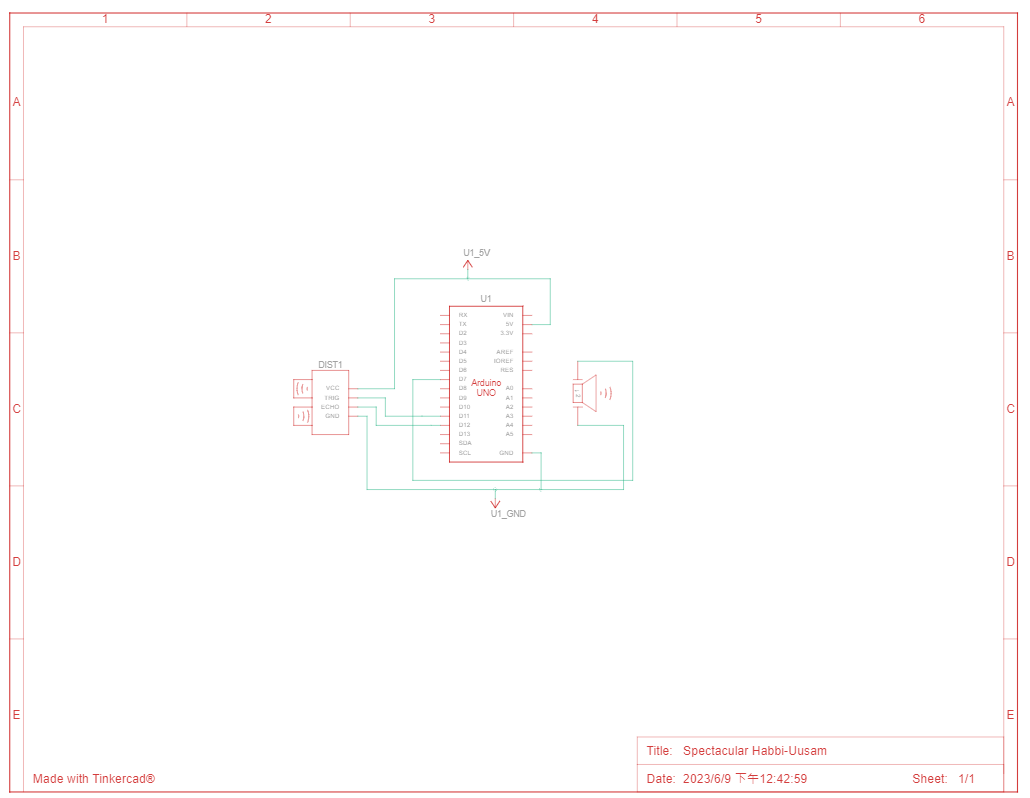 1 2 3 4 5 6
A A
B B
U1_5V
U1
RX VIN
TX 5V
D2 3.3V
D3
D4 AREF
D5 IOREF
D6 RES
D7
D8 A0
D9 A1
D10 A2
D11 A3
D12 A4
D13 A5
SDA
SCL GND
Arduino
UNO
DIST1
VCC
TRIG
ECHO
GND
C C
U1_GND
D D
E E
Title: Spectacular Habbi-Uusam
Made with Tinkercad®
Date: 2023/6/9 下午12:42:59 Sheet: 1/1